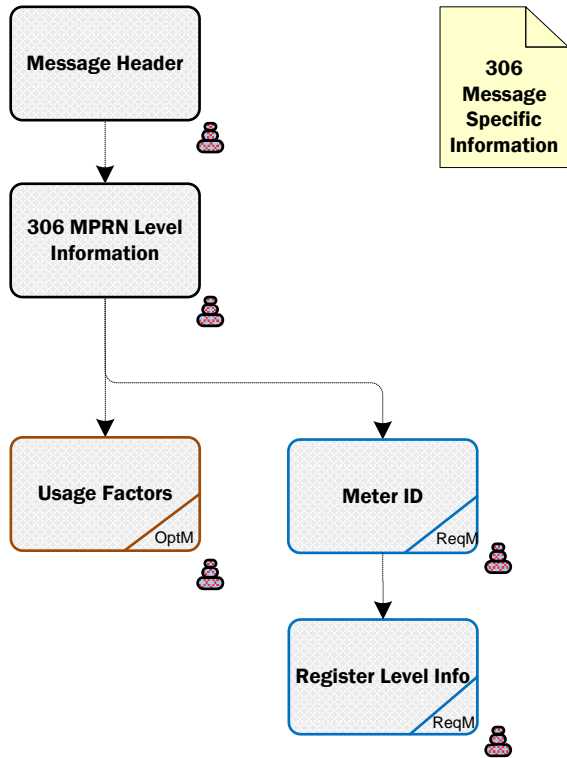 Message Header
306
Message
Specific
Information
306 MPRN Level
Information
Usage Factors
OptM
Meter ID
ReqM
Register Level Info
ReqM